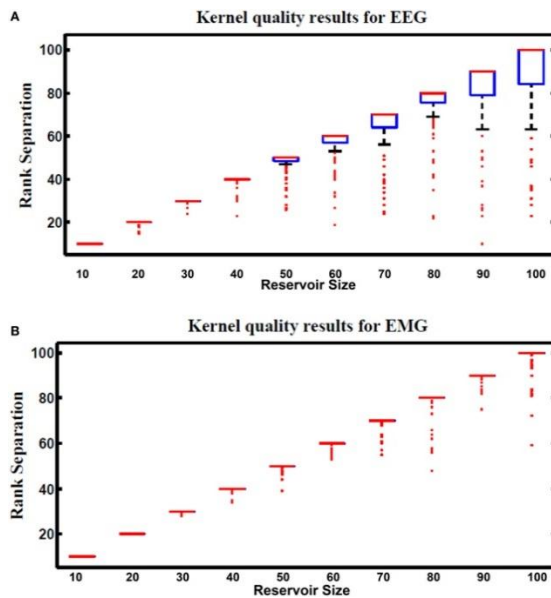 A
Kernel quality results for EEG
Rank Separation
100
80
60
40
20
10 20 30 40 50 60 70 80 90 100
Reservoir Size
B
Kernel quality results for EMG
Rank Separation
100
80
60
40
20
10 20 30 40 50 60 70 80 90 100
Reservoir Size